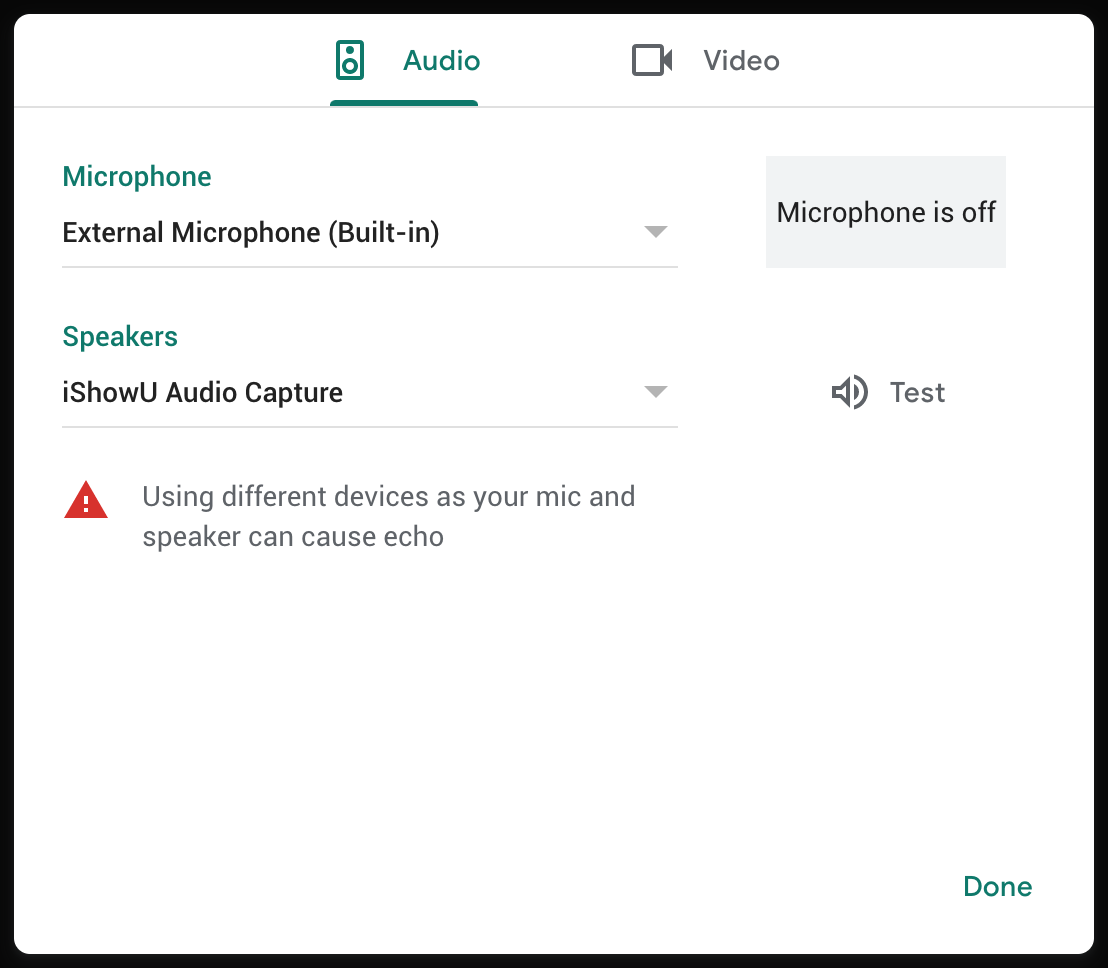 Audio
Video
Microphone
External Microphone (Built-in)
Microphone is off
Speakers
iShowU Audio Capture
Test
Using different devices as your mic and
speaker can cause echo
Done